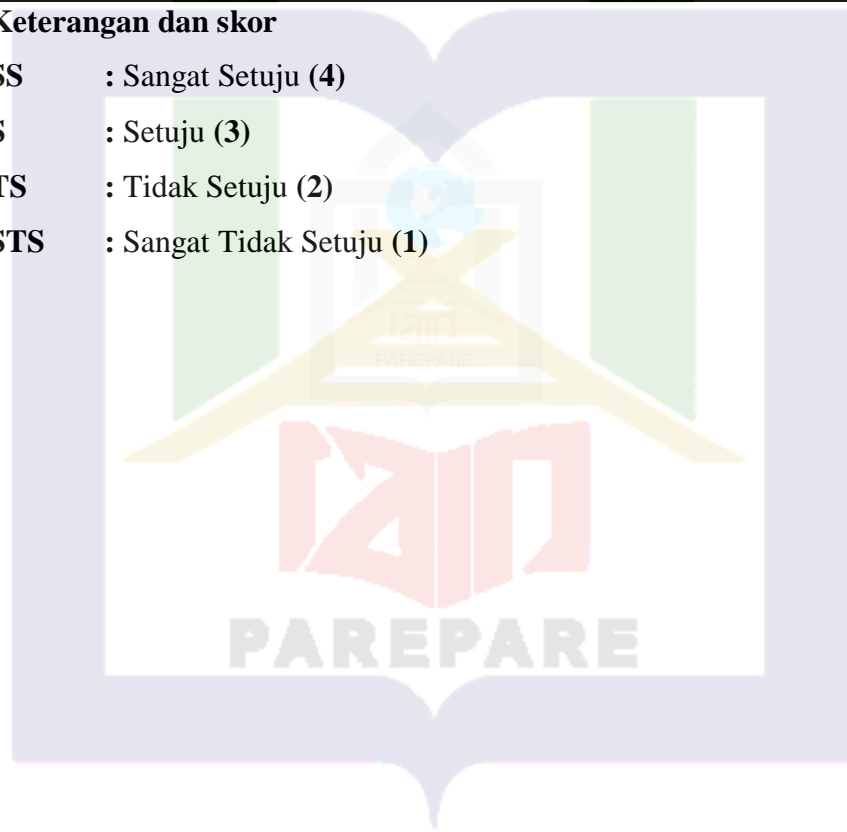 Keterangan dan skor
SS : Sangat Setuju (4)
S : Setuju (3)
TS : Tidak Setuju (2)
STS : Sangat Tidak Setuju (1)
PAREPARE
PAREPARE